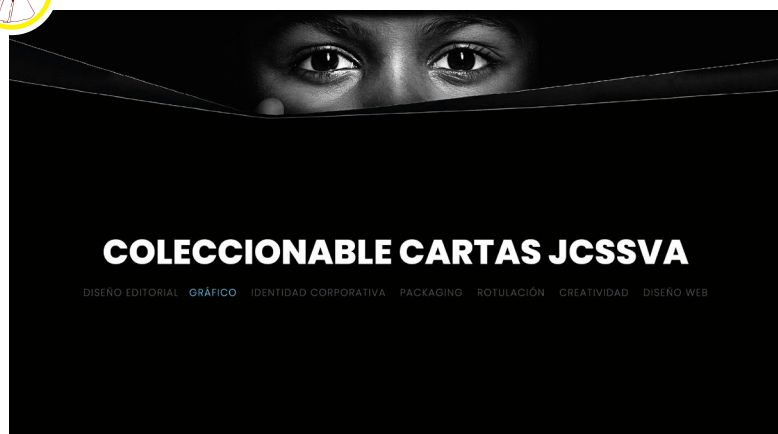 COLECCIONABLE CARTAS JCSSVA
DISEÑO EDITORIAL GRÁFICO IDENTIDAD CORPORATIVA PACKAGING ROTULACIÓN CREATIVIDAD DISEÑO WEB